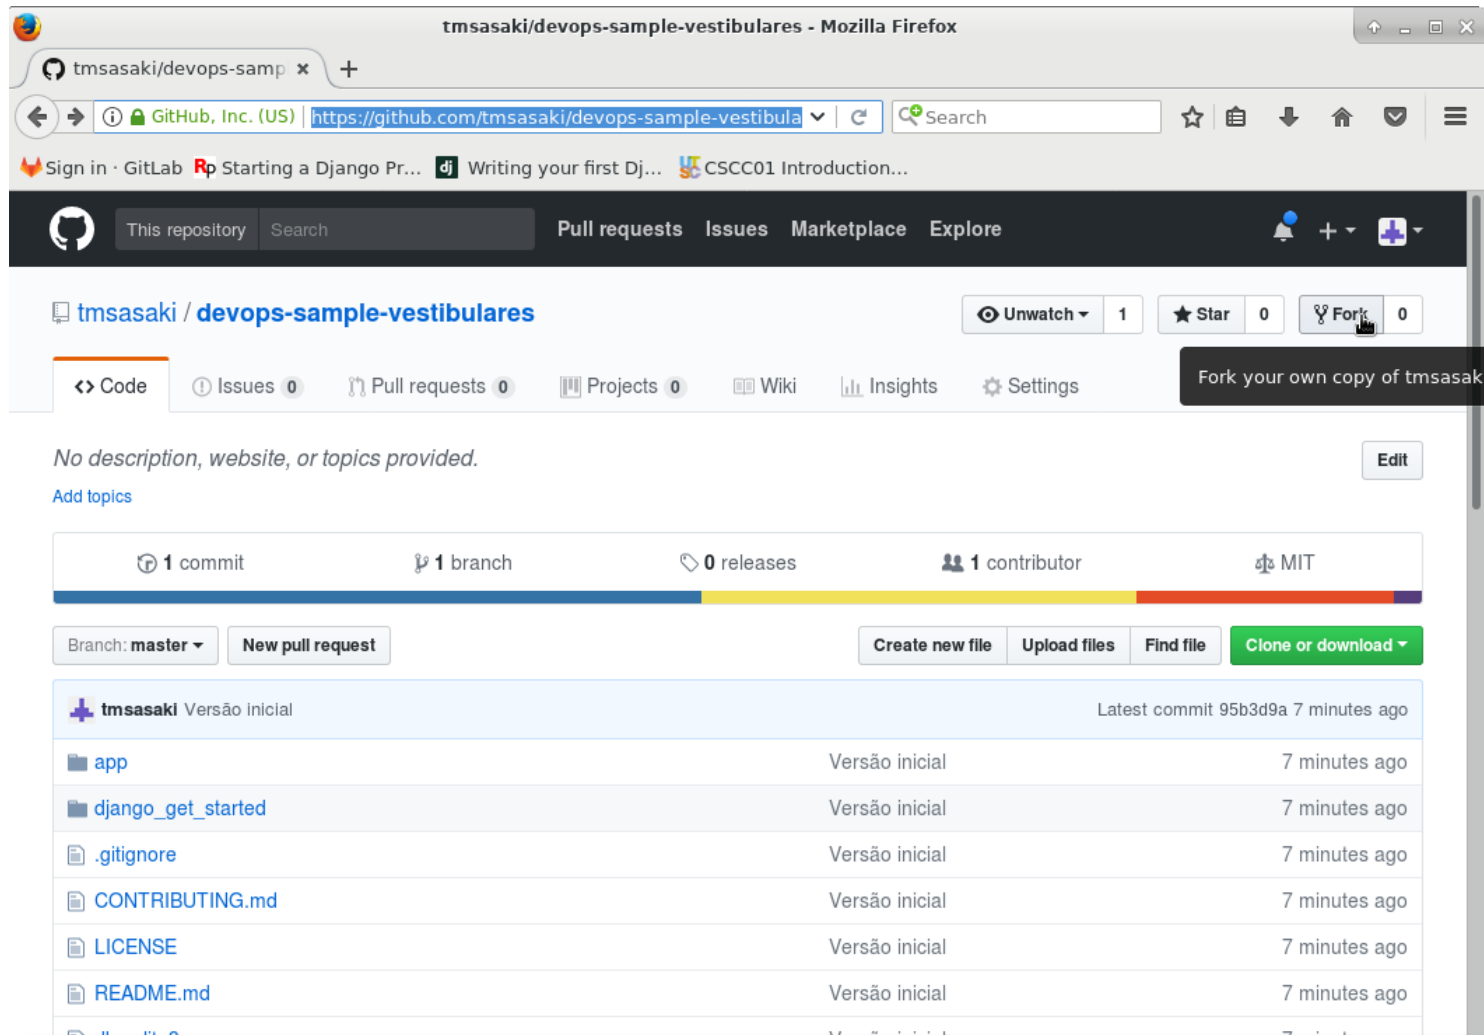 tmsasaki/devops-sample-vestibulares - Mozilla Firefox
tmsasaki/devops-samp
GitHub, Inc. (US) https://github.com/tmsasaki/devops-sample-vestibula Search
Sign in · GitLab Rp Starting a Django Pr... dj Writing your first Dj... CSCC01 Introduction...
This repository Search Pull requests Issues Marketplace Explore
tmsasaki / devops-sample-vestibulares Unwatch 1 Star 0 Fork 0
Code Issues 0 Pull requests 0 Projects 0 Wiki Insights Settings
Fork your own copy of tmsasak
No description, website, or topics provided. Edit
Add topics
1 commit 1 branch 0 releases 1 contributor MIT
Branch: master New pull request Create new file Upload files Find file Clone or download
tmsasaki Versão inicial Latest commit 95b3d9a 7 minutes ago
app Versão inicial 7 minutes ago
django_get_started Versão inicial 7 minutes ago
.gitignore Versão inicial 7 minutes ago
CONTRIBUTING.md Versão inicial 7 minutes ago
LICENSE Versão inicial 7 minutes ago
README.md Versão inicial 7 minutes ago